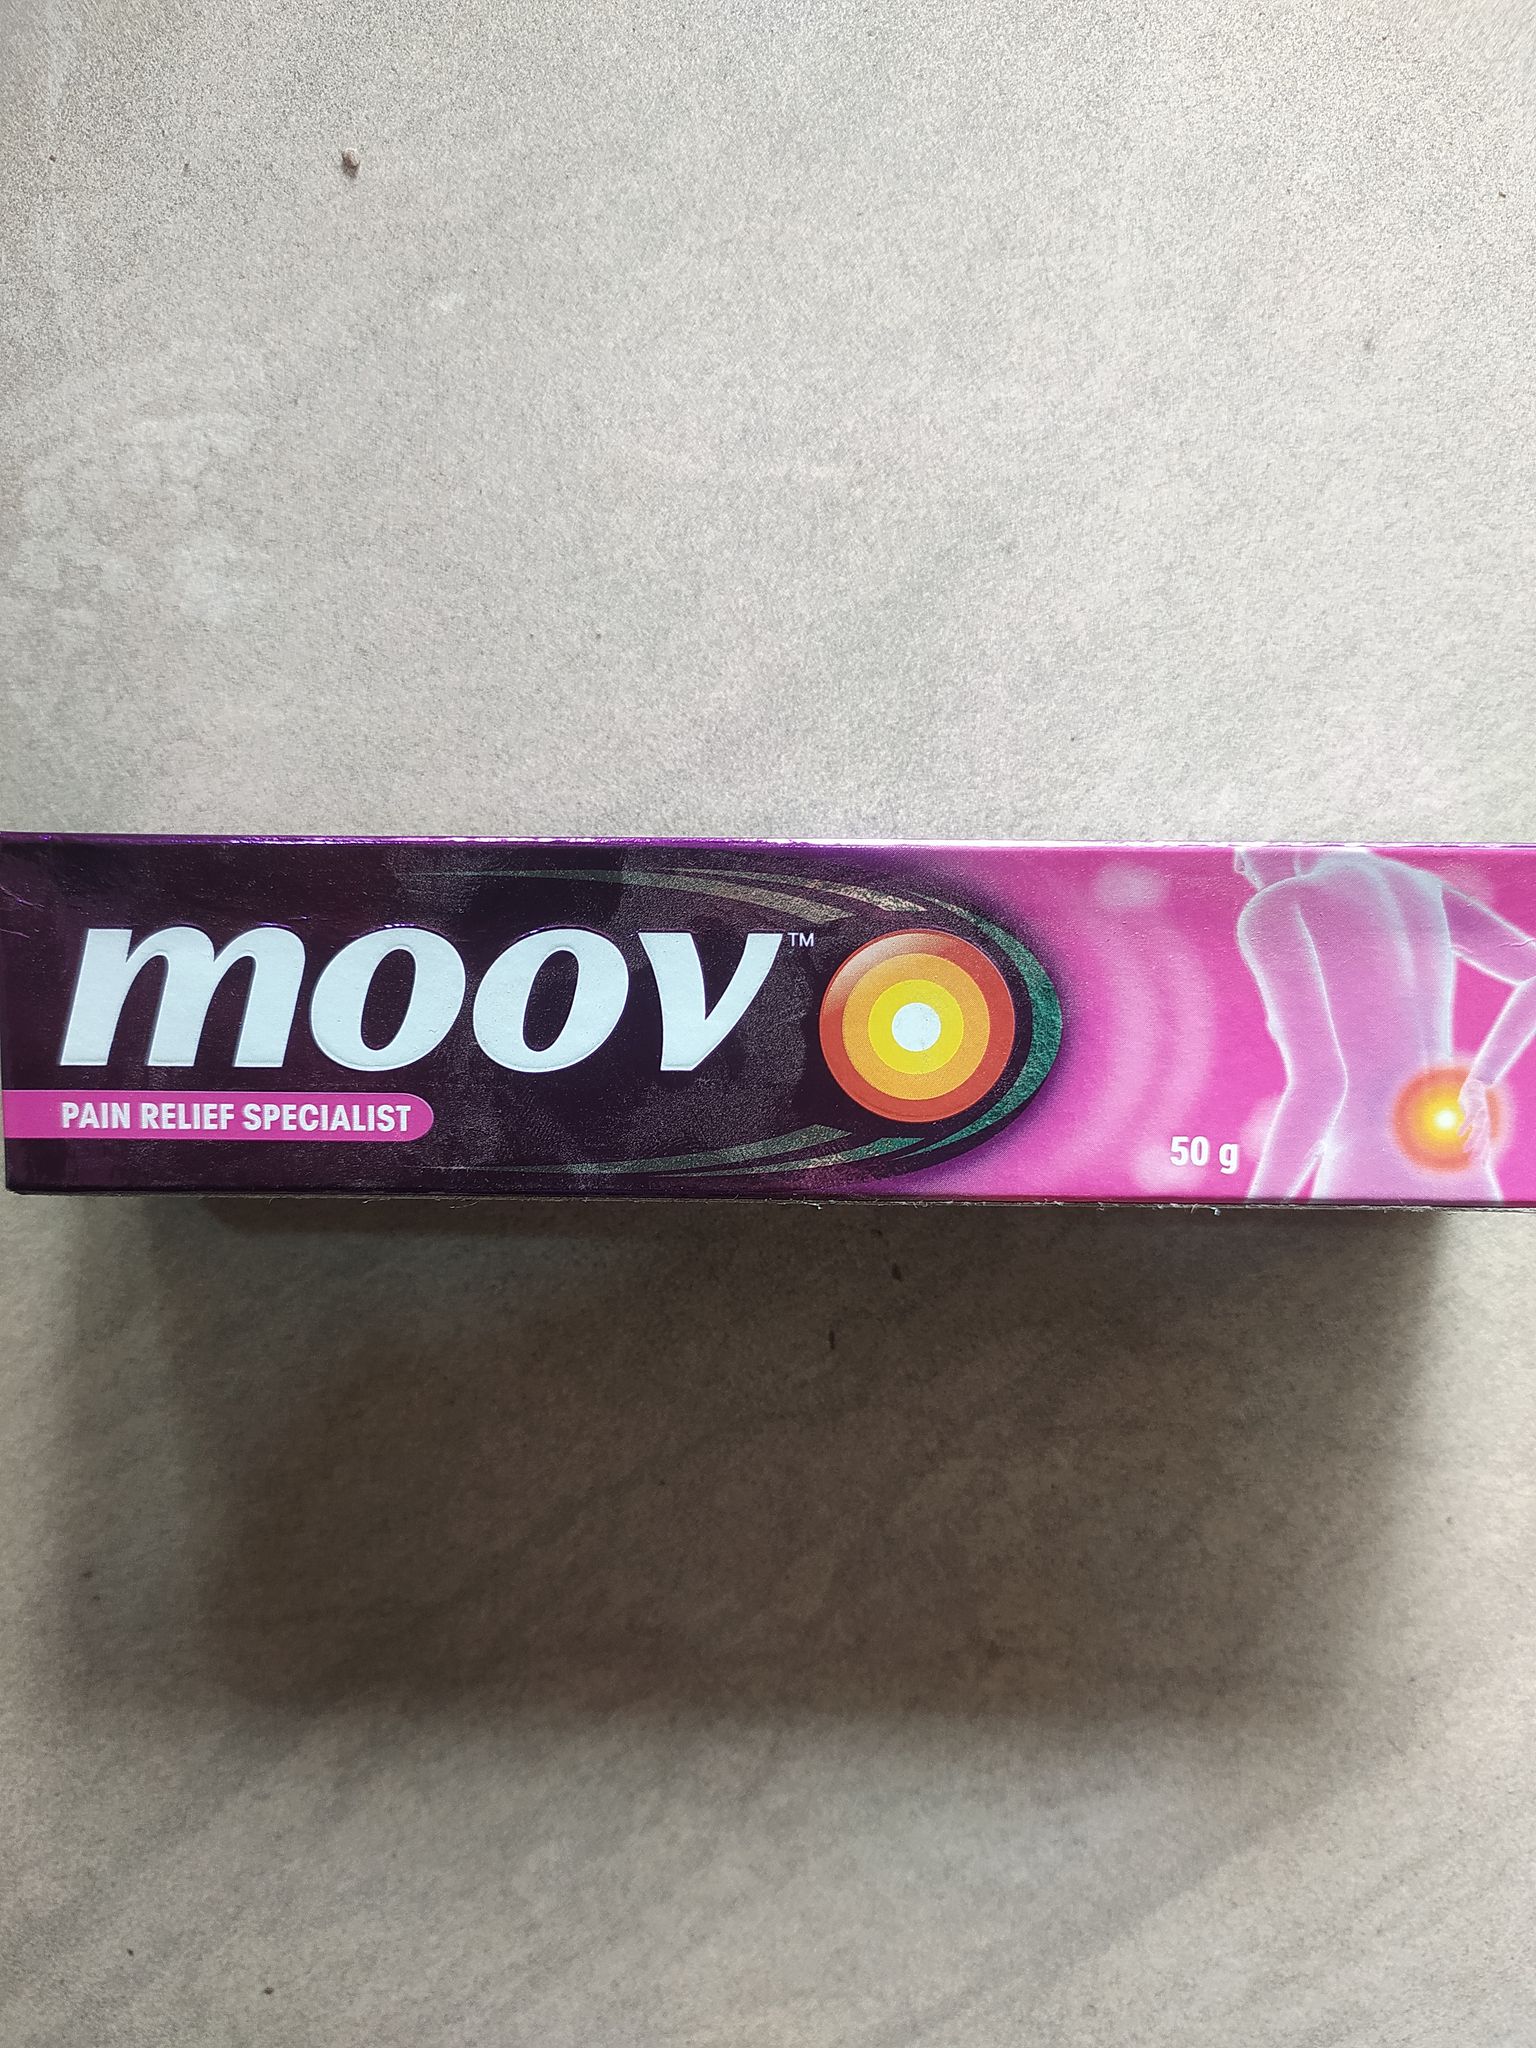 moov™
PAIN RELIEF SPECIALIST
50 g